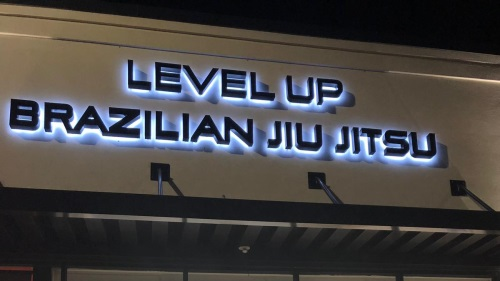 LEVEL UP
BRAZILIAN JIU JITSU